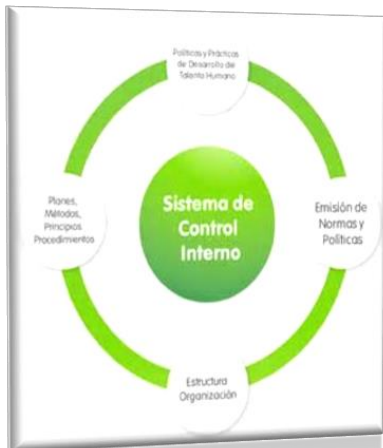 Políticas y Prácticas
de Desarrollo de
Talento Humano
Sistema de
Control
Interno
Emisión de
Normas y
Políticas
Planes,
Métodos,
Principios
Procedimientos
Estructura
Organización